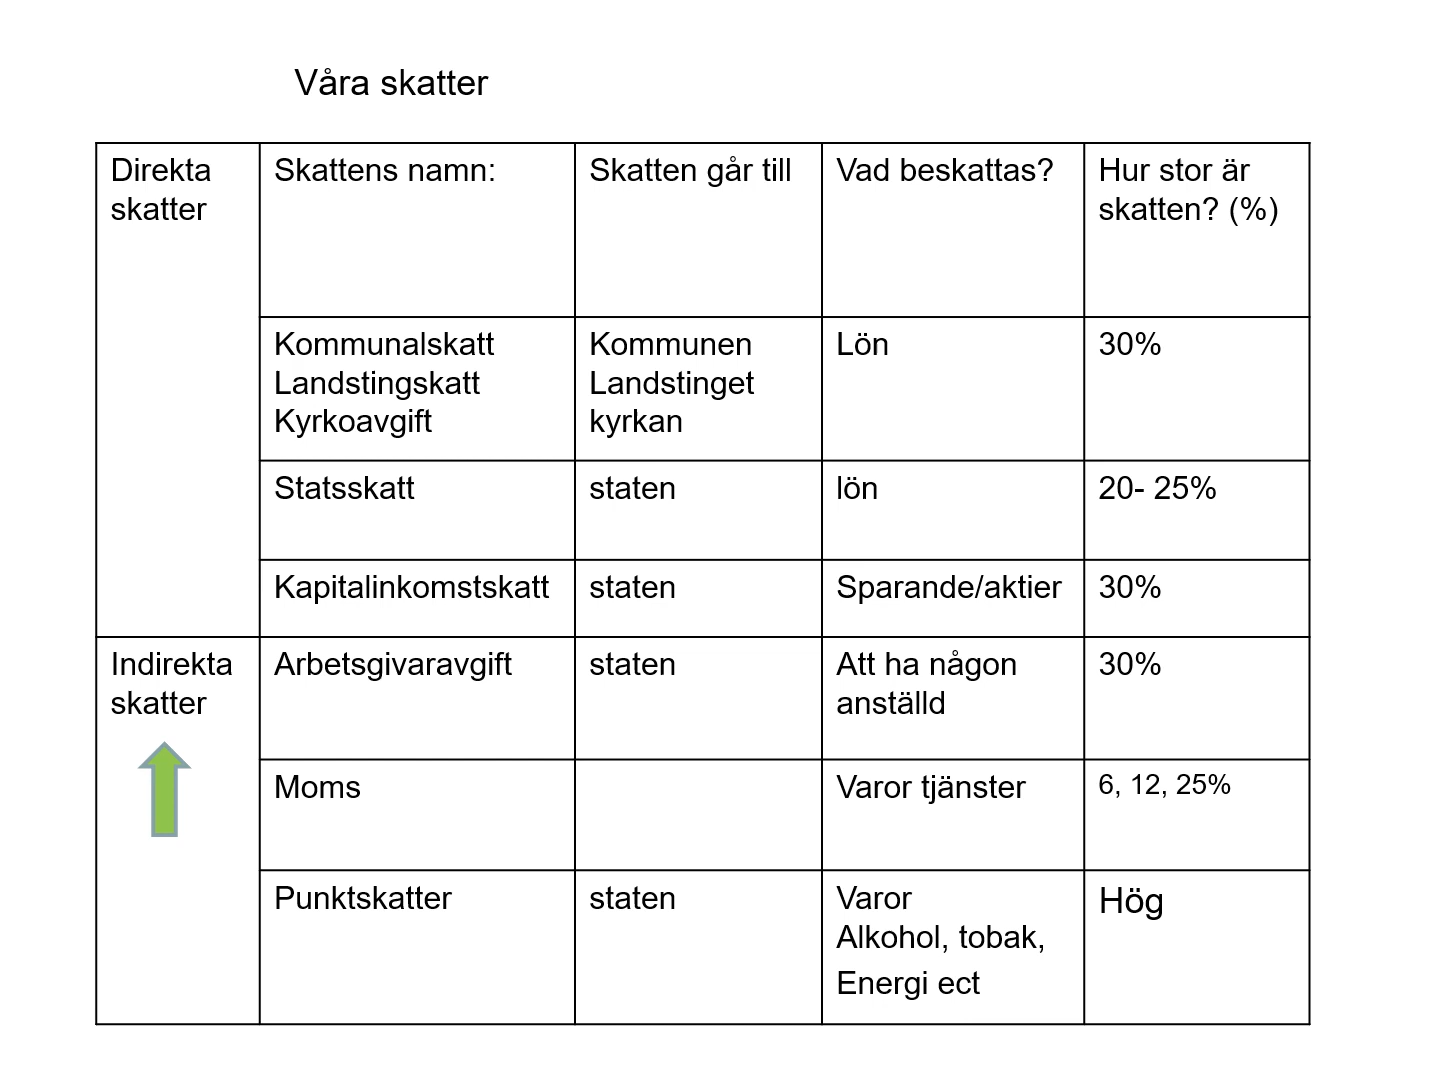 Våra skatter
Direkta
skatter
Skattens namn:
Skatten går till
Vad beskattas?
Hur stor är
skatten? (%)
Kommunalskatt
Landstingskatt
Kyrkoavgift
Kommunen
Landstinget
kyrkan
Lön
30%
Statsskatt
staten
lön
20- 25%
Kapitalinkomstskatt
staten
Sparande/aktier
30%
Indirekta
skatter
Arbetsgivaravgift
staten
Att ha någon
anställd
30%
Moms
Varor tjänster
6, 12, 25%
Punktskatter
staten
Varor
Alkohol, tobak,
Energi ect
Hög